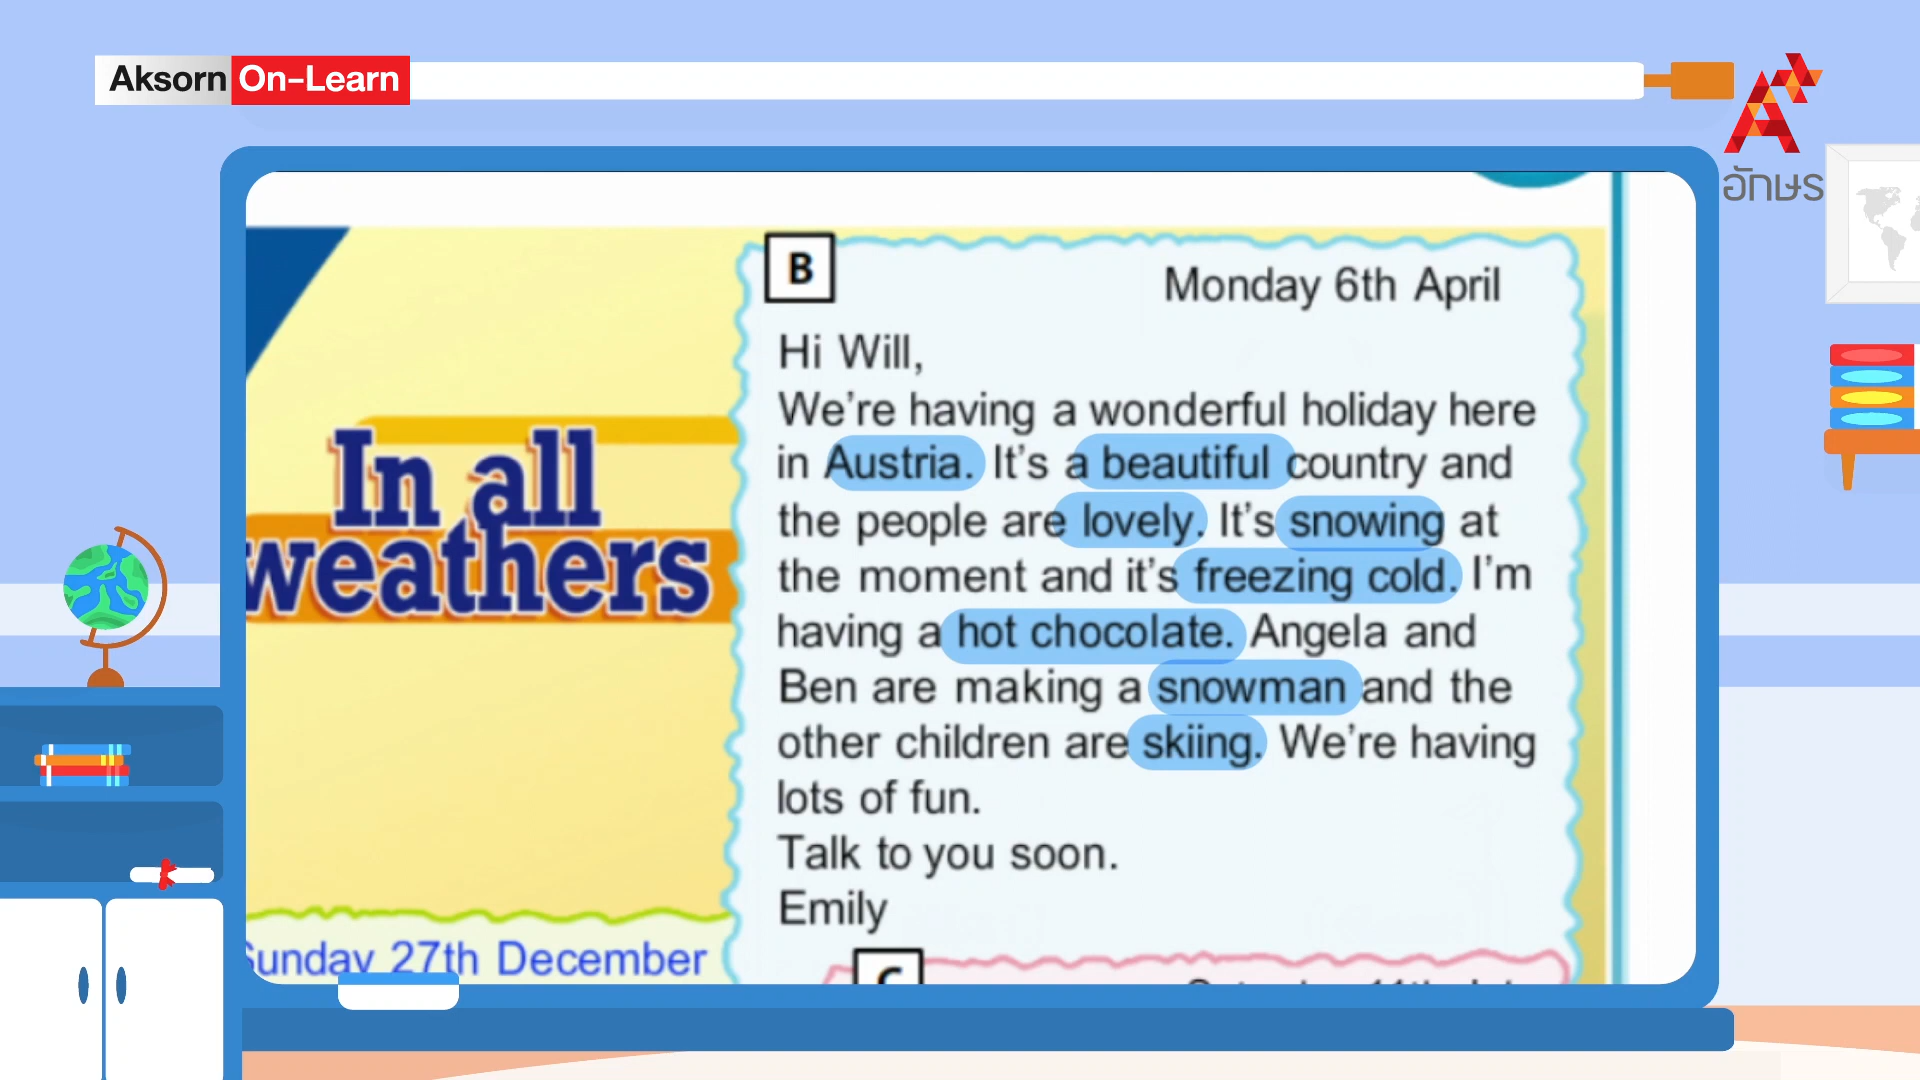 Aksorn On-Learn
อักษร
B
Monday 6th April
Hi Will,
We're having a wonderful holiday here
in Austria. It's a beautiful country and
the people are lovely. It's snowing at
the moment and it's freezing cold. I'm
having a hot chocolate. Angela and
Ben are making a snowman and the
other children are skiing. We're having
lots of fun.
Talk to you soon.
Emily
In all
weathers
Sunday 27th December
C